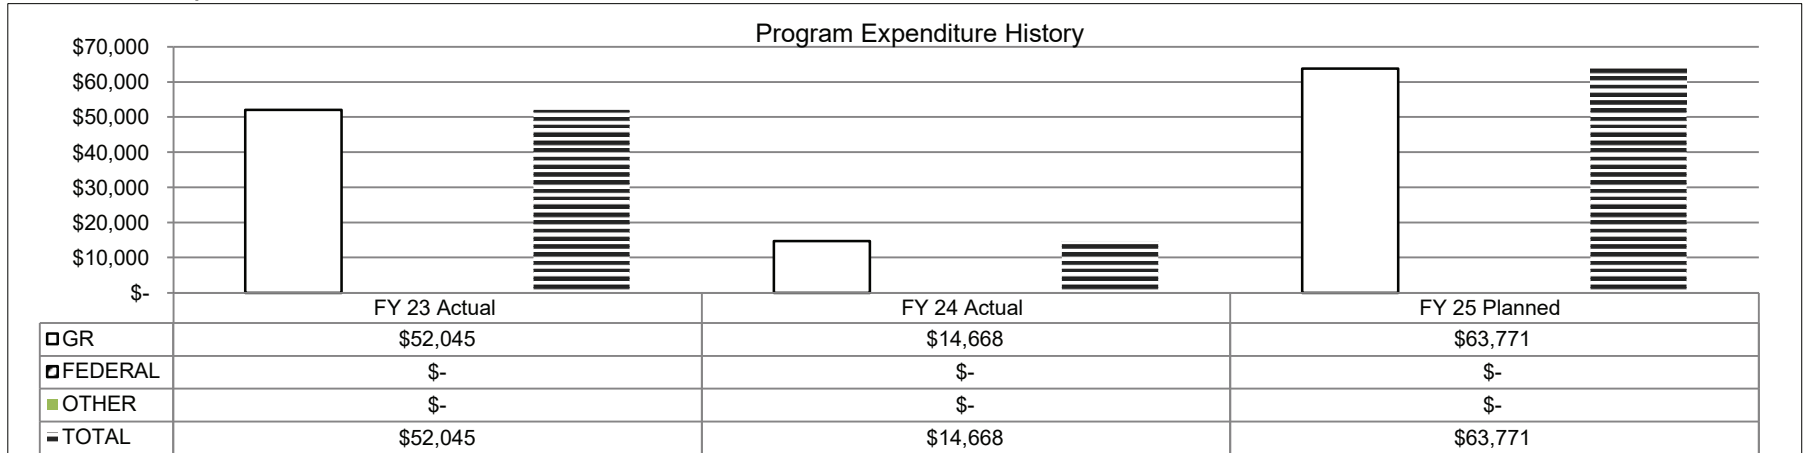 Program Expenditure History
$70,000
$60,000
$50,000
$40,000
$30,000
$20,000
$10,000
$-
FY 23 Actual FY 24 Actual FY 25 Planned
GR $52,045 $14,668 $63,771
FEDERAL $- $- $-
OTHER $- $- $-
TOTAL $52,045 $14,668 $63,771